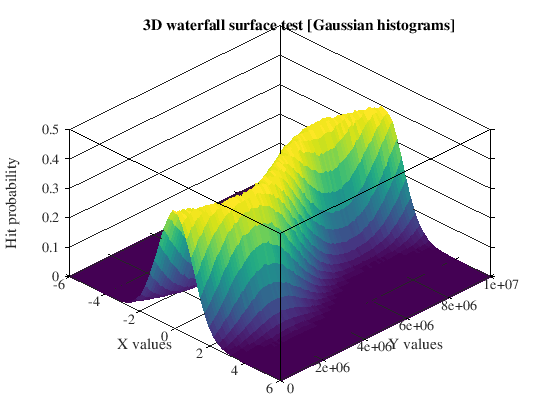 3D waterfall surface test [Gaussian histograms]
Hit probability
0.5
0.4
0.3
0.2
0.1
0
-6
-4
-2
0
2
4
6
X values
0
2e+06
4e+06
6e+06
8e+06
1e+07
Y values